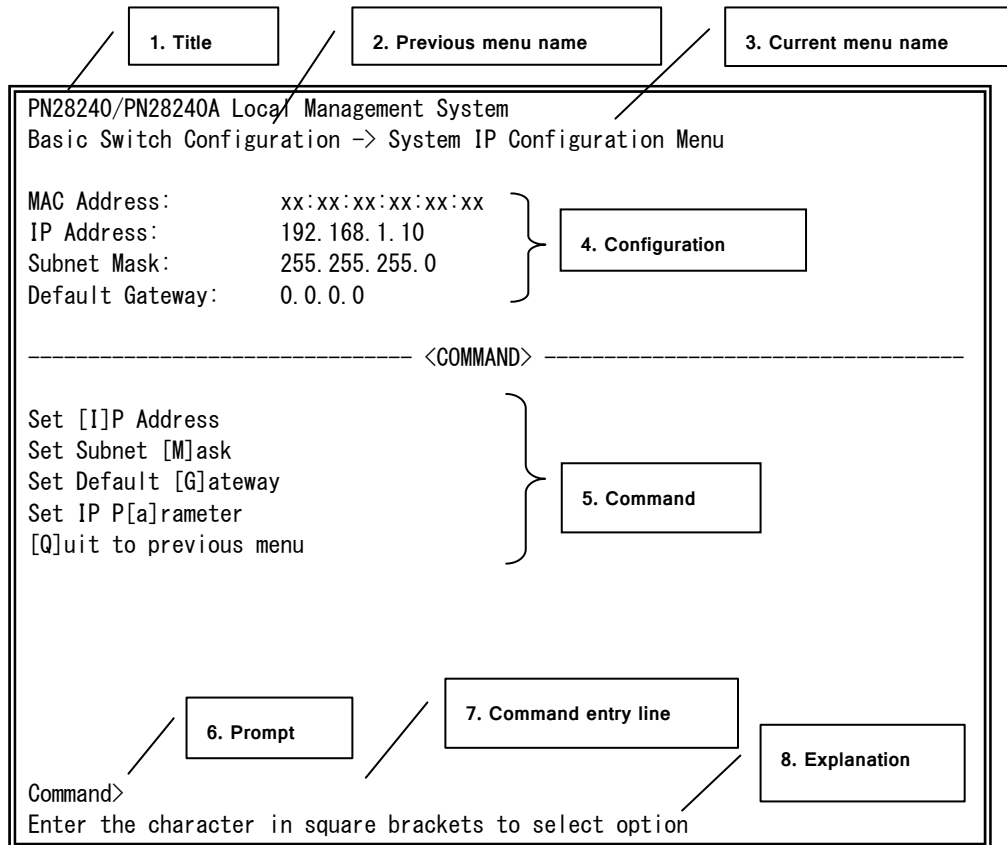 1. Title
2. Previous menu name
3. Current menu name
PN28240/PN28240A Local Management System
Basic Switch Configuration -> System IP Configuration Menu
MAC Address: xx:xx:xx:xx:xx:xx
IP Address: 192.168.1.10
Subnet Mask: 255.255.255.0
Default Gateway: 0.0.0.0
4. Configuration
-------------------------------- <COMMAND> -----------------------------------
Set [I]P Address
Set Subnet [M]ask
Set Default [G]ateway
Set IP P[a]rameter
[Q]uit to previous menu
5. Command
6. Prompt
7. Command entry line
8. Explanation
Command>
Enter the character in square brackets to select option